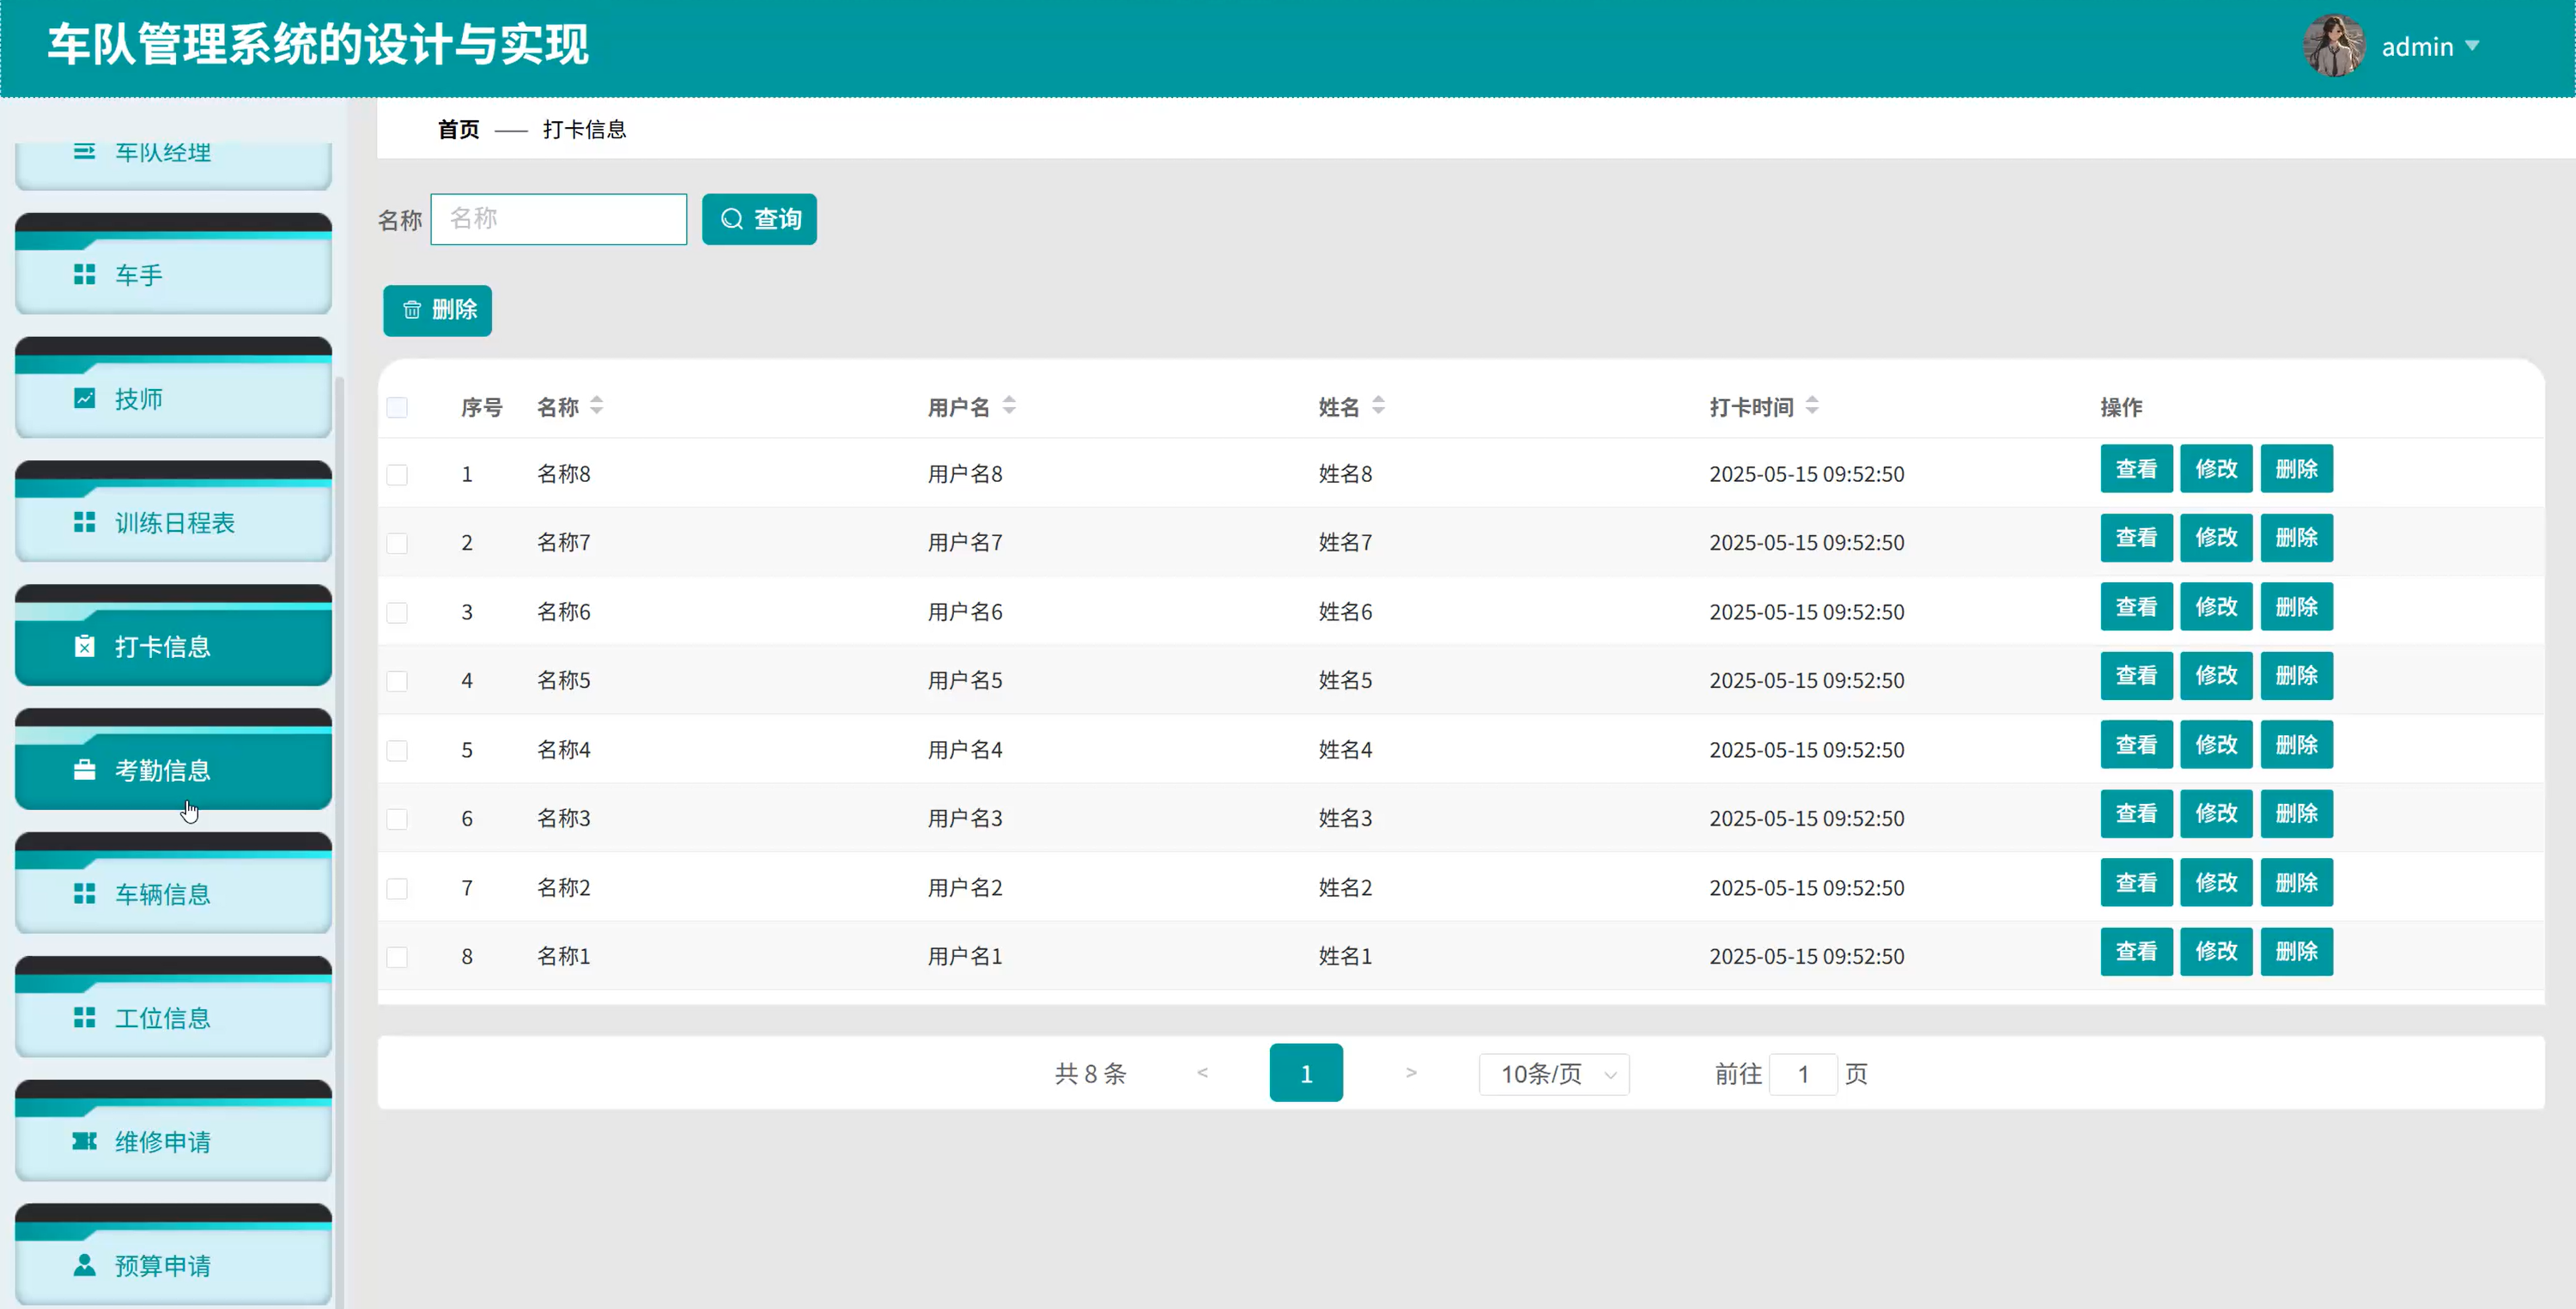 车队管理系统的设计与实现
admin
首页 —— 打卡信息
车队经理
车手
技师
训练日程表
打卡信息
考勤信息
车辆信息
工位信息
维修申请
预算申请
名称 名称 查询
删除
序号 名称 用户名 姓名 打卡时间 操作
1 名称8 用户名8 姓名8 2025-05-15 09:52:50 查看 修改 删除
2 名称7 用户名7 姓名7 2025-05-15 09:52:50 查看 修改 删除
3 名称6 用户名6 姓名6 2025-05-15 09:52:50 查看 修改 删除
4 名称5 用户名5 姓名5 2025-05-15 09:52:50 查看 修改 删除
5 名称4 用户名4 姓名4 2025-05-15 09:52:50 查看 修改 删除
6 名称3 用户名3 姓名3 2025-05-15 09:52:50 查看 修改 删除
7 名称2 用户名2 姓名2 2025-05-15 09:52:50 查看 修改 删除
8 名称1 用户名1 姓名1 2025-05-15 09:52:50 查看 修改 删除
共 8 条 < 1 > 10条/页 前往 1 页